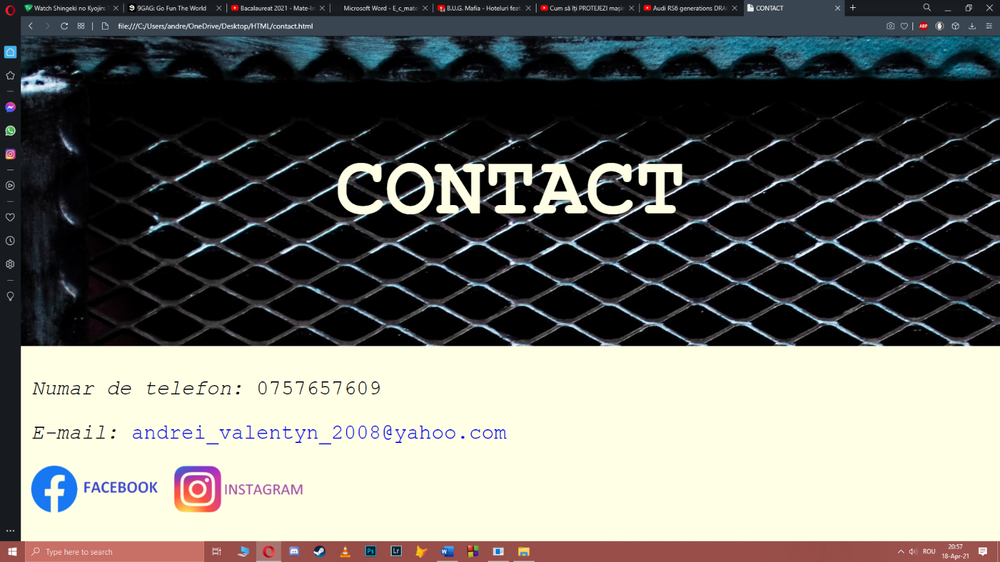 Watch Shingeki no Kyojin:
9GAG: Go Fun The World
Bacalaureat 2021 - Mate-In
Microsoft Word - E_c_mate
B.U.G. Mafia - Hoteluri feat.
Cum să îți PROTEJEZI mașin
Audi RS6 generations DRA
CONTACT
file:///C:/Users/andre/OneDrive/Desktop/HTML/contact.html
ABP
CONTACT
Numar de telefon: 0757657609
E-mail: andrei_valentyn_2008@yahoo.com
FACEBOOK
INSTAGRAM
Type here to search
Ps
Lr
ROU
20:57
18-Apr-21